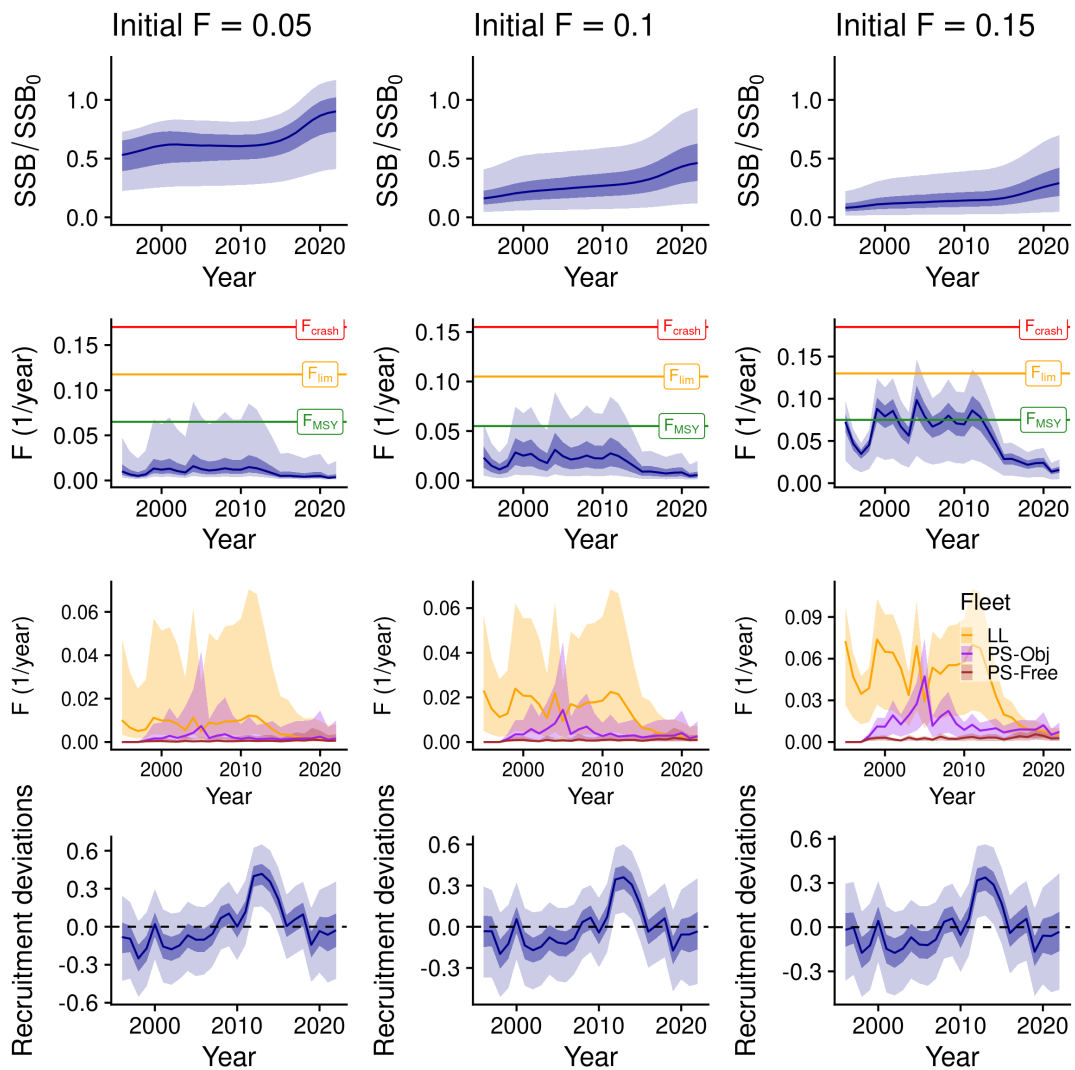 Initial F = 0.05
Initial F = 0.1
Initial F = 0.15
SSB/SSB0
1.0
0.5
0.0
2000 2010 2020
Year
SSB/SSB0
1.0
0.5
0.0
2000 2010 2020
Year
SSB/SSB0
1.0
0.5
0.0
2000 2010 2020
Year
F (1/year)
0.15
0.10
0.05
0.00
Fcrash
Flim
FMSY
2000 2010 2020
Year
F (1/year)
0.15
0.10
0.05
0.00
Fcrash
Flim
FMSY
2000 2010 2020
Year
F (1/year)
0.15
0.10
0.05
0.00
Fcrash
Flim
FMSY
2000 2010 2020
Year
F (1/year)
0.06
0.04
0.02
0.00
2000 2010 2020
Year
F (1/year)
0.06
0.04
0.02
0.00
2000 2010 2020
Year
F (1/year)
0.09
0.06
0.03
0.00
Fleet
LL
PS-Obj
PS-Free
2000 2010 2020
Year
Recruitment deviations
0.6
0.3
0.0
-0.3
-0.6
2000 2010 2020
Year
Recruitment deviations
0.6
0.3
0.0
-0.3
2000 2010 2020
Year
Recruitment deviations
0.6
0.3
0.0
-0.3
2000 2010 2020
Year